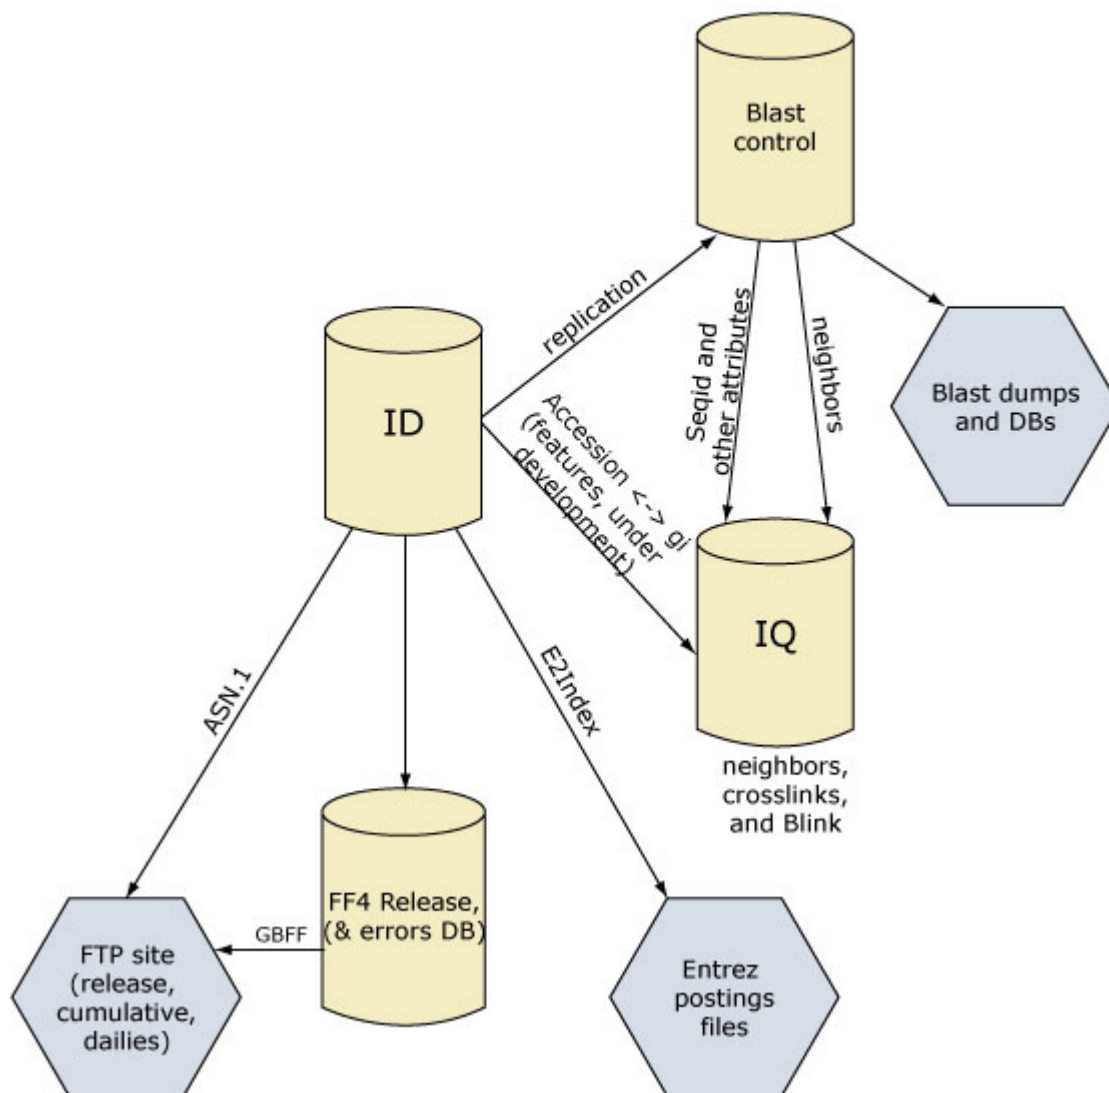 Blast
control
replication
Seqid and
other attributes
neighbors
Blast dumps
and DBs
ID
Accession <-> gi
(features, under
development)
IQ
neighbors,
crosslinks,
and Blink
ASN.1
E2Index
FF4 Release,
(& errors DB)
GBFF
FTP site
(release,
cumulative,
dailies)
Entrez
postings
files